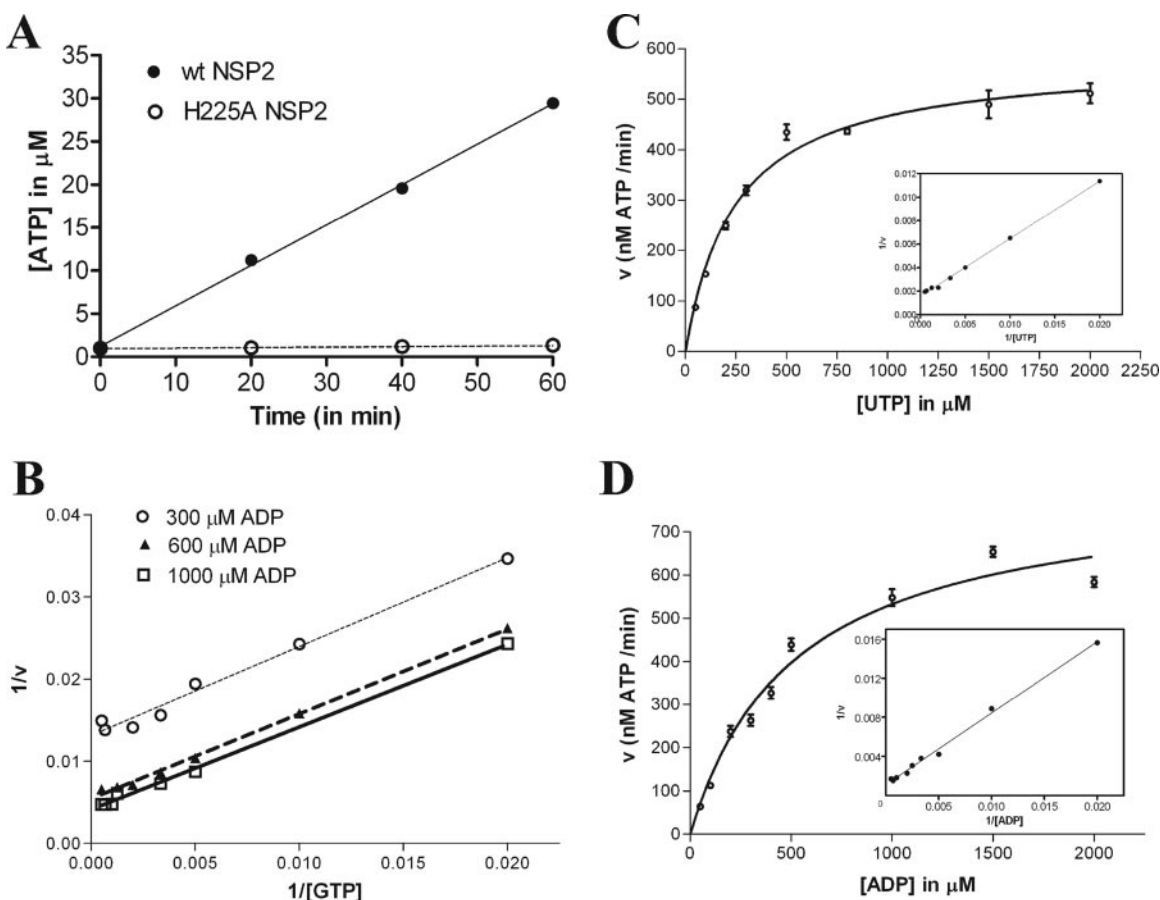 A
35
30
25
20
15
10
5
0
[ATP] in μM
wt NSP2
H225A NSP2
0 10 20 30 40 50 60
Time (in min)
B
0.04
0.03
0.02
0.01
0.00
1/v
300 μM ADP
600 μM ADP
1000 μM ADP
0.000 0.005 0.010 0.015 0.020
1/[GTP]
C
600
500
400
300
200
100
0
v (nM ATP /min)
0 250 500 750 1000 1250 1500 1750 2000 2250
[UTP] in μM
0.012
0.010
0.008
0.006
0.004
0.002
0.000
1/v
0.000 0.005 0.010 0.015 0.020
1/[UTP]
D
700
600
500
400
300
200
100
0
v (nM ATP /min)
0 500 1000 1500 2000
[ADP] in μM
0.016
0.012
0.008
0.004
1/v
0 0.005 0.010 0.015 0.020
1/[ADP]